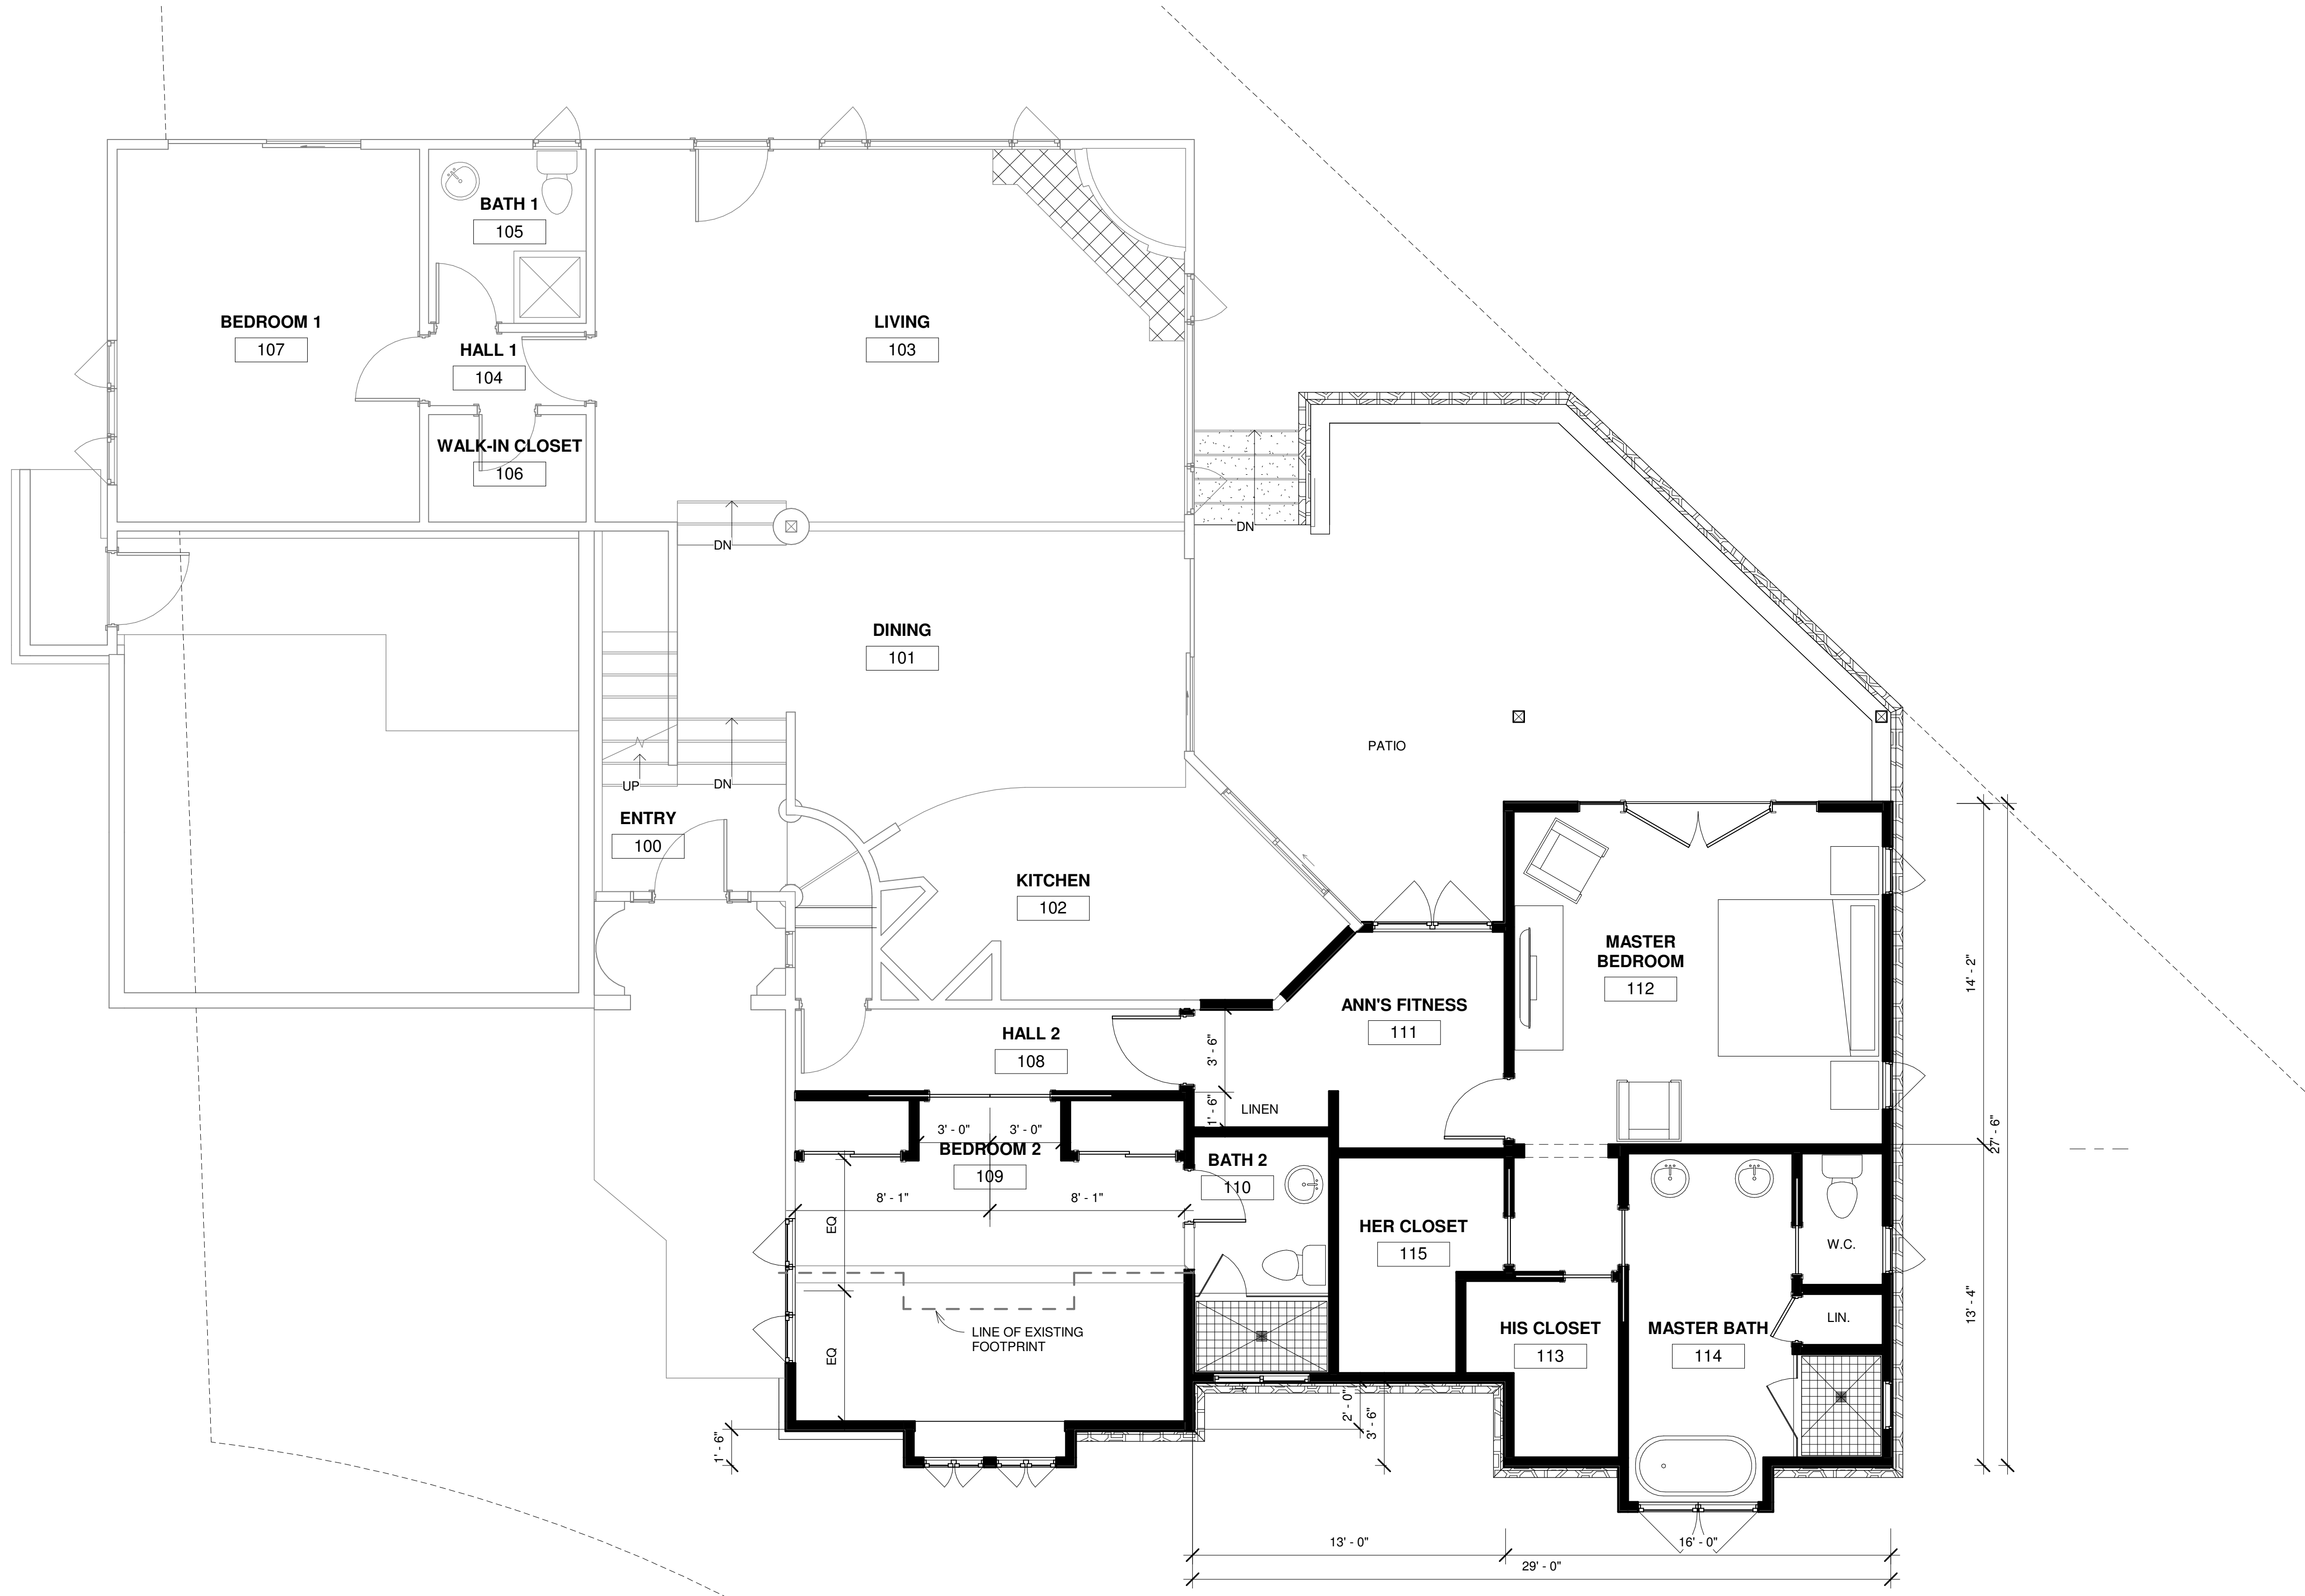 BATH 1
105
BEDROOM 1
107
HALL 1
104
LIVING
103
WALK-IN CLOSET
106
DN
DN
DINING
101
PATIO
UP
DN
ENTRY
100
KITCHEN
102
MASTER
BEDROOM
112
14' - 2"
27' - 6"
ANN'S FITNESS
111
HALL 2
108
3' - 6"
1' - 6"
LINEN
3' - 0"
3' - 0"
BEDROOM 2
109
8' - 1"
8' - 1"
EQ
EQ
BATH 2
110
HER CLOSET
115
W.C.
LINE OF EXISTING
FOOTPRINT
HIS CLOSET
113
MASTER BATH
114
LIN.
13' - 4"
2' - 0"
3' - 6"
1' - 6"
13' - 0"
16' - 0"
29' - 0"